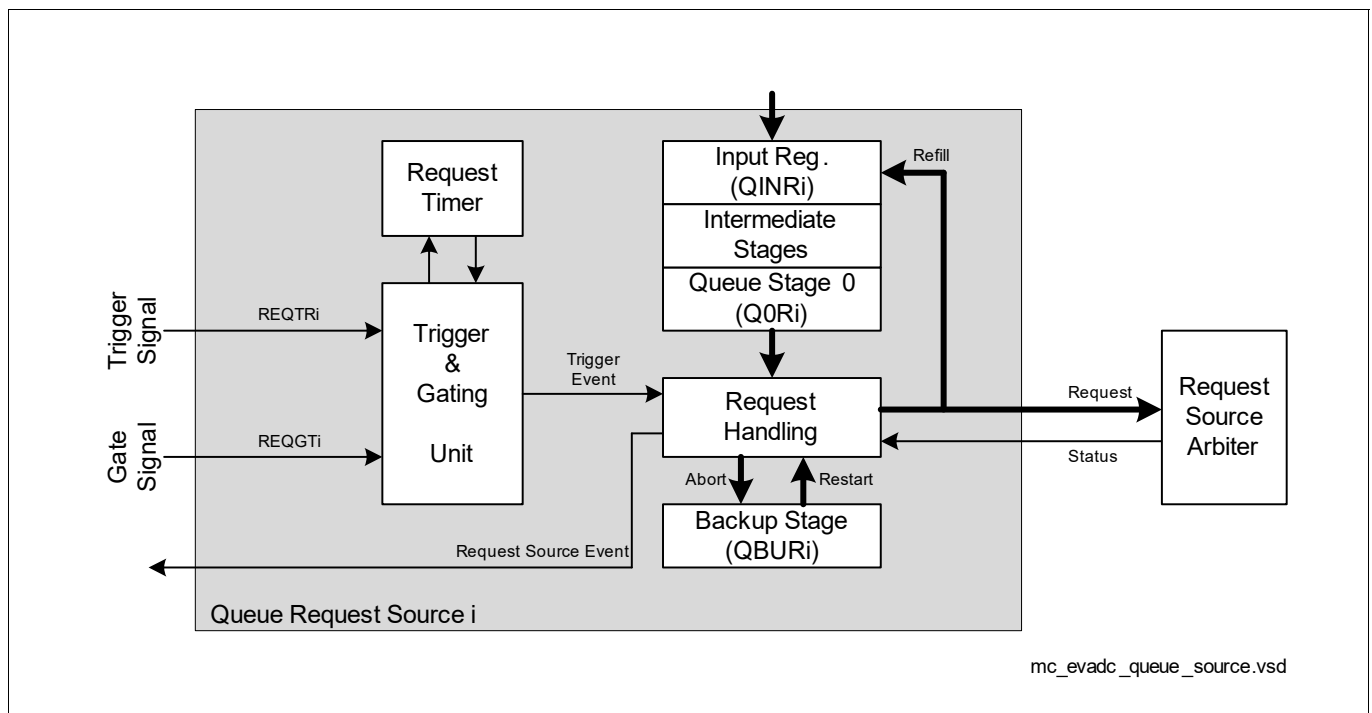 Input Reg.
(QINRi)
Refill
Request
Timer
Intermediate
Stages
Queue Stage 0
(Q0Ri)
Trigger
Signal
REQTRi
Trigger
&
Gating
Unit
Trigger
Event
Request
Handling
Request
Status
Request
Source
Arbiter
Gate
Signal
REQGTi
Abort
Restart
Backup Stage
(QBURi)
Request Source Event
Queue Request Source i
mc_evadc_queue_source.vsd